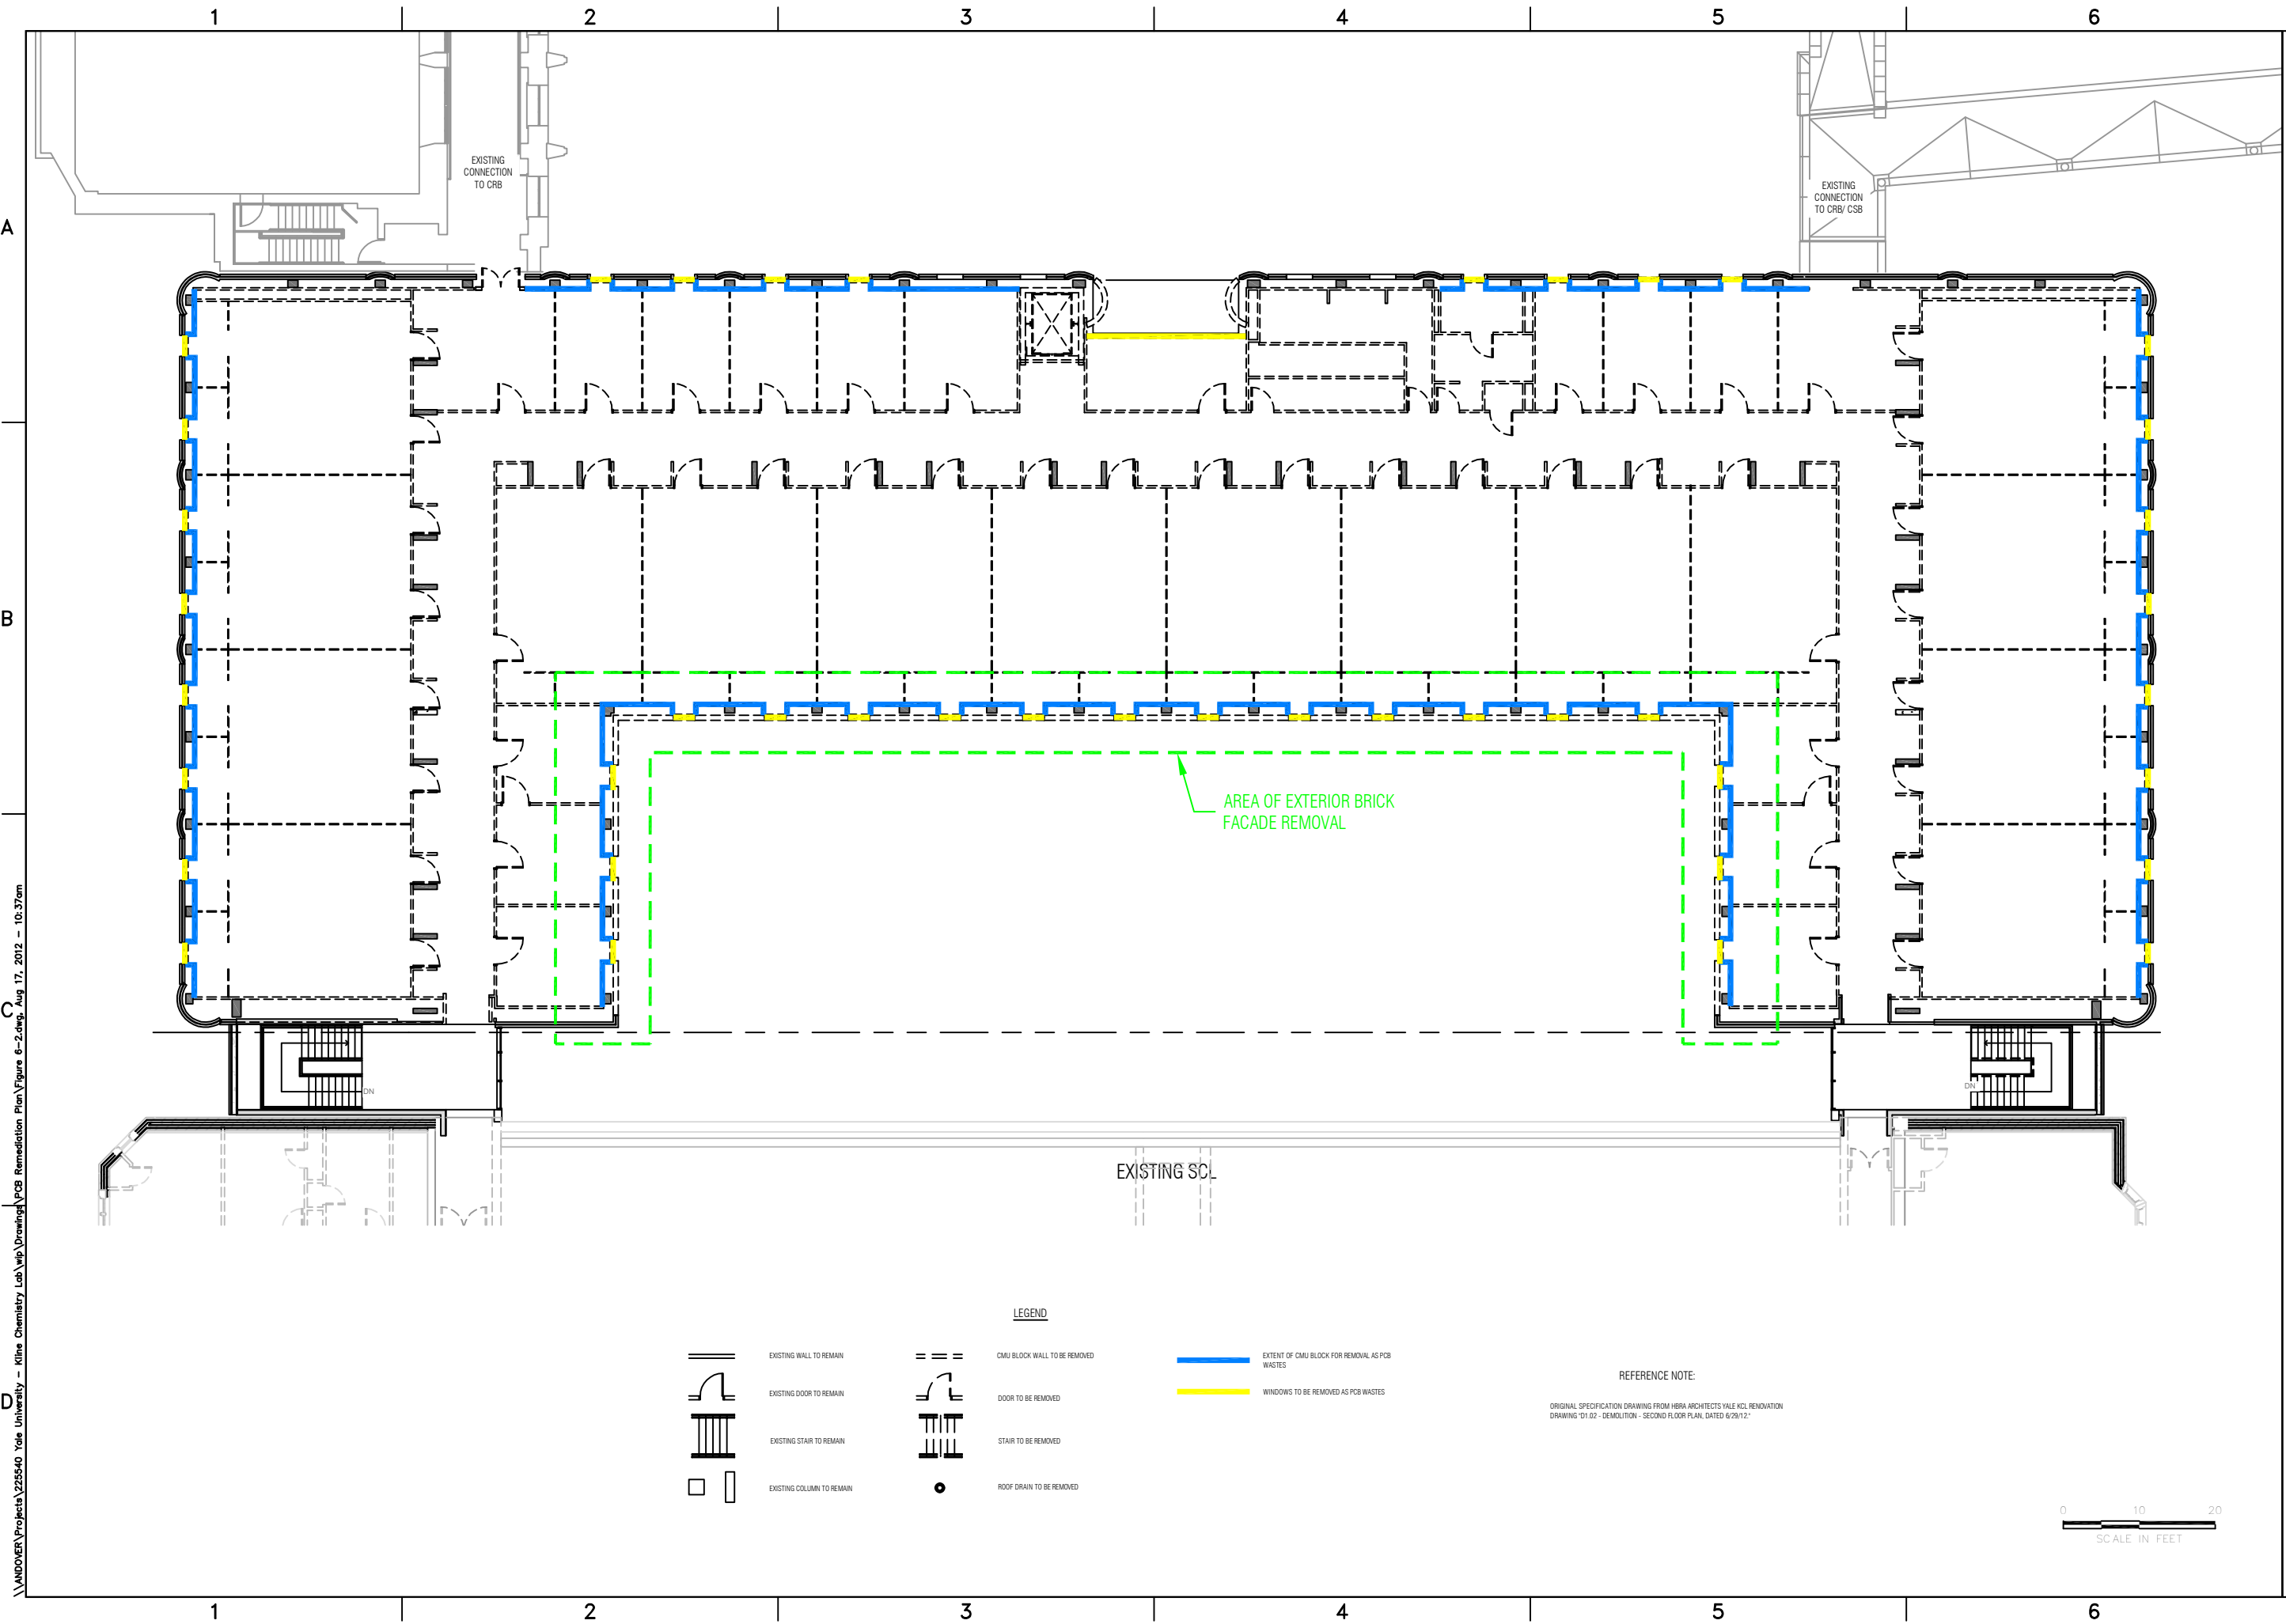 1 2 3 4 5 6
A
B
C
D
EXISTING
CONNECTION
TO CRB
EXISTING
CONNECTION
TO CRB/ CSB
AREA OF EXTERIOR BRICK
FACADE REMOVAL
DN
DN
EXISTING SCL
LEGEND
EXISTING WALL TO REMAIN
EXISTING DOOR TO REMAIN
EXISTING STAIR TO REMAIN
EXISTING COLUMN TO REMAIN
CMU BLOCK WALL TO BE REMOVED
DOOR TO BE REMOVED
STAIR TO BE REMOVED
ROOF DRAIN TO BE REMOVED
EXTENT OF CMU BLOCK FOR REMOVAL AS PCB
WASTES
WINDOWS TO BE REMOVED AS PCB WASTES
REFERENCE NOTE:
ORIGINAL SPECIFICATION DRAWING FROM HBRA ARCHITECTS YALE KCL RENOVATION
DRAWING "D1.02 - DEMOLITION - SECOND FLOOR PLAN, DATED 6/29/12."
0 10 20
SCALE IN FEET
\\ANDOVER\Projects\225540 Yale University - Kline Chemistry Lab\wip\Drawings\PCB Remediation Plan\Figure 6-2.dwg, Aug 17, 2012 - 10:37am
1 2 3 4 5 6